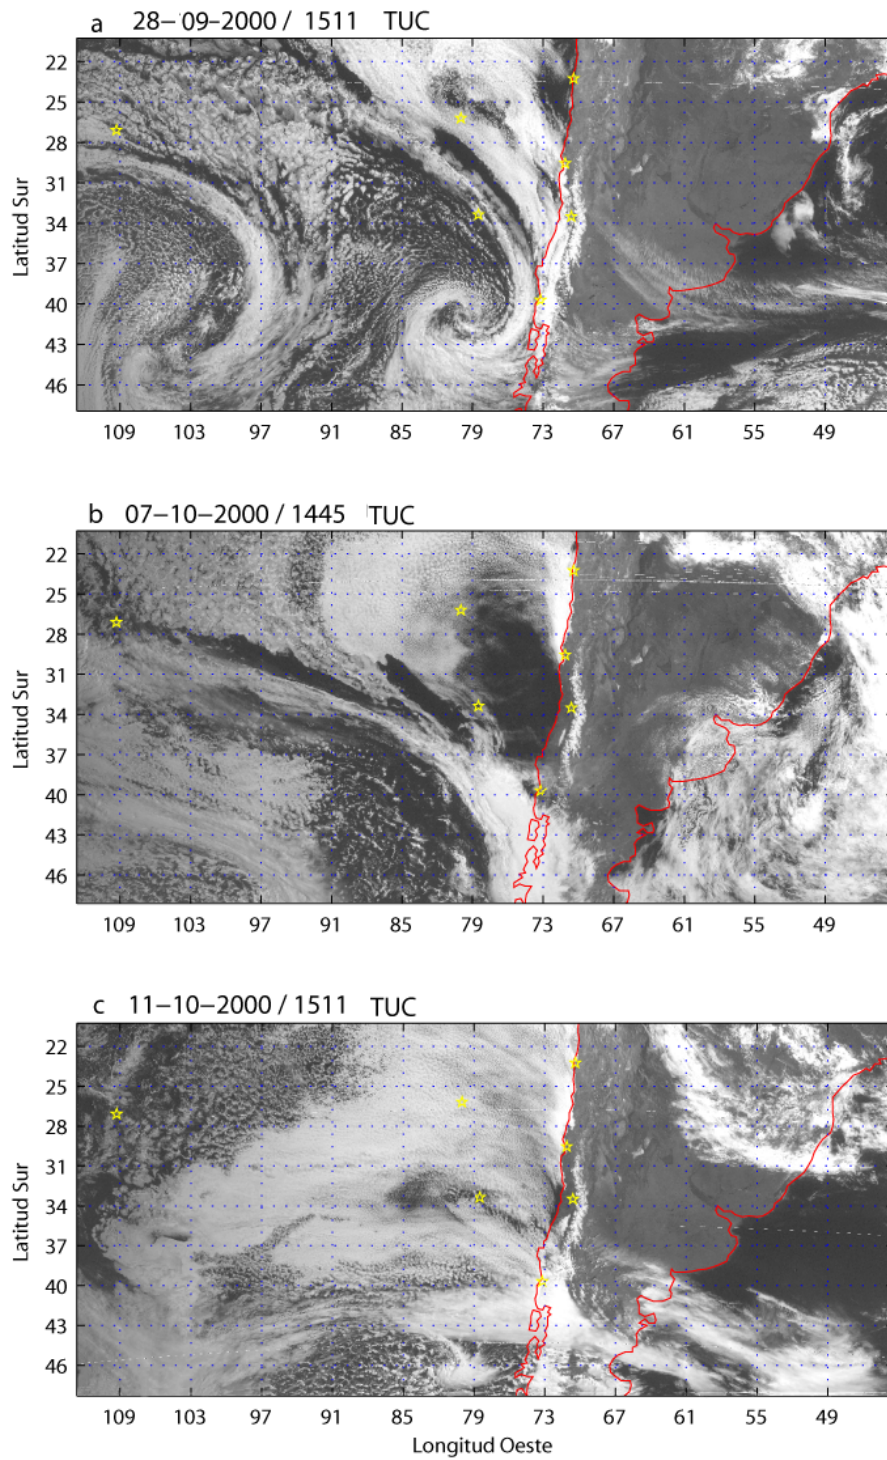 a 28-09-2000 / 1511 TUC
22
25
28
31
34
37
40
43
46
Latitud Sur
109 103 97 91 85 79 73 67 61 55 49
b 07-10-2000 / 1445 TUC
22
25
28
31
34
37
40
43
46
Latitud Sur
109 103 97 91 85 79 73 67 61 55 49
c 11-10-2000 / 1511 TUC
22
25
28
31
34
37
40
43
46
Latitud Sur
109 103 97 91 85 79 73 67 61 55 49
Longitud Oeste